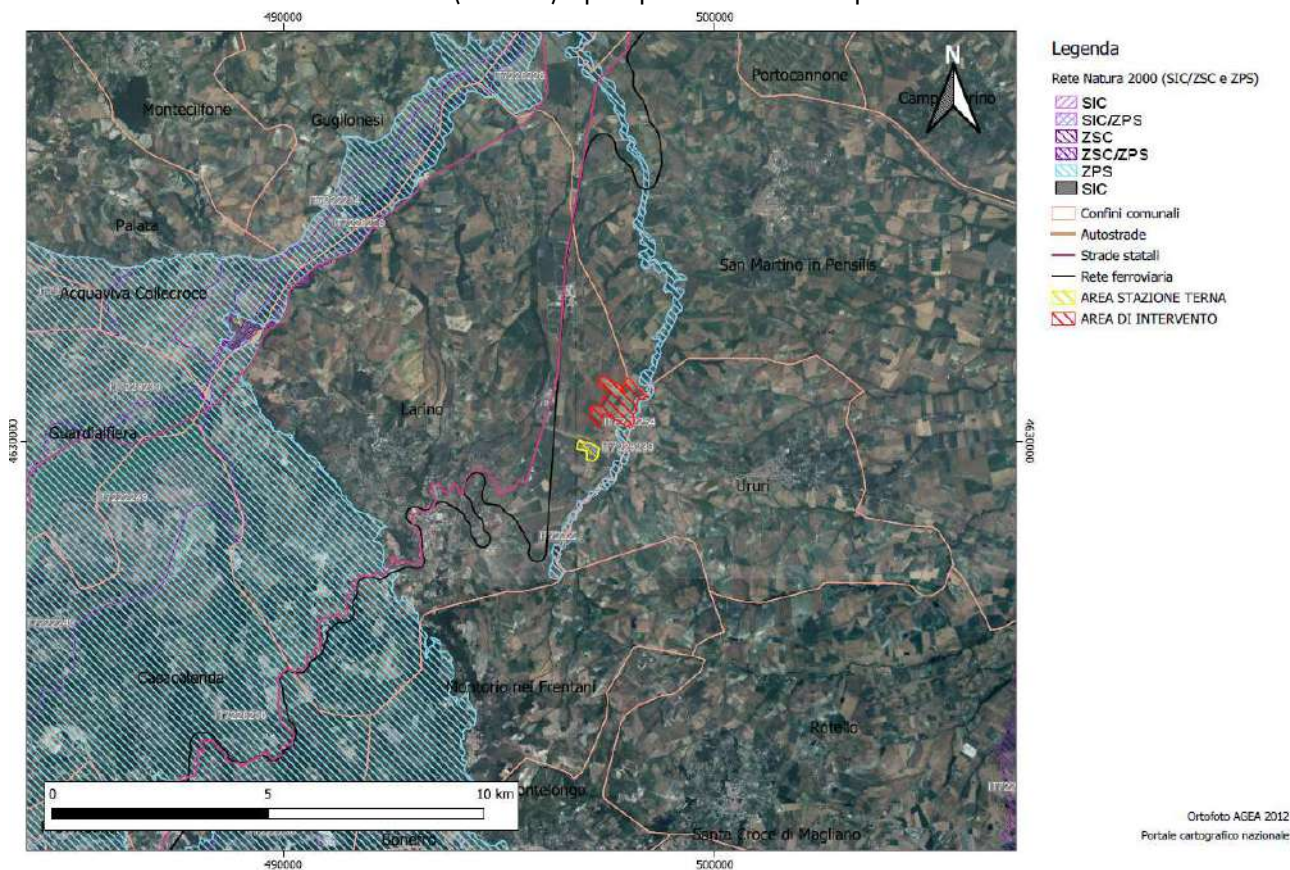 490000
500000
N
Portocannone
Montecilfone
Guglionesi
Palata
San Martino in Pensilis
Acquaviva Collecroce
Larino
Guardialfiera
4630000
4630000
Ururi
IT7222249
Casacalenda
Montorio nei Frentani
Rotello
0 5 10 km
Bonefro
Santa Croce di Magliano
490000
500000
Legenda
Rete Natura 2000 (SIC/ZSC e ZPS)
SIC
SIC/ZPS
ZSC
ZSC/ZPS
ZPS
SIC
Confini comunali
Autostrade
Strade statali
Rete ferroviaria
AREA STAZIONE TERNA
AREA DI INTERVENTO
Ortofoto AGEA 2012
Portale cartografico nazionale